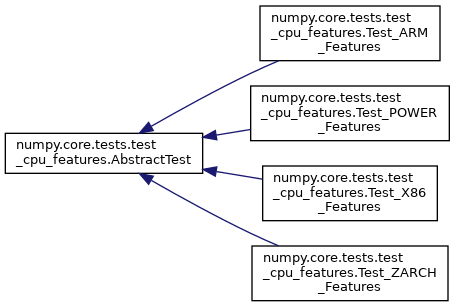 numpy.core.tests.test
_cpu_features.Test_ARM
_Features
numpy.core.tests.test
_cpu_features.Test_POWER
_Features
numpy.core.tests.test
_cpu_features.AbstractTest
numpy.core.tests.test
_cpu_features.Test_X86
_Features
numpy.core.tests.test
_cpu_features.Test_ZARCH
_Features